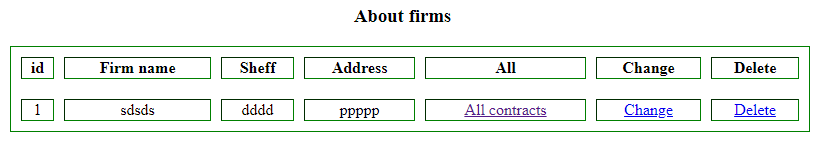 About firms
id Firm name Sheff Address All Change Delete
1 sdsds dddd ppppp All contracts Change Delete